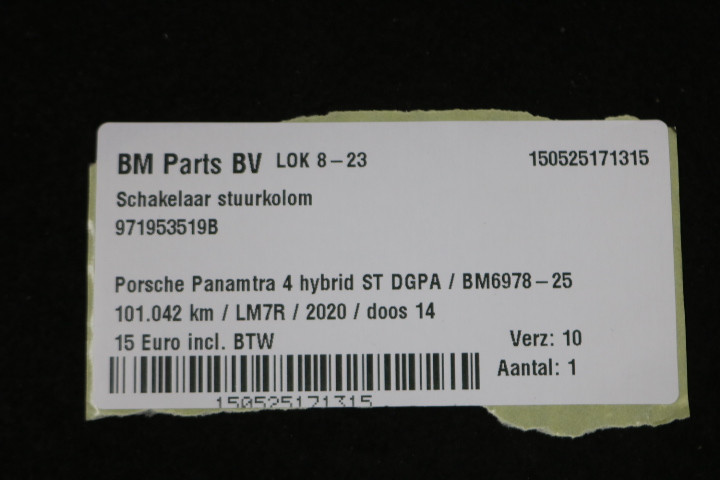 BM Parts BV LOK 8-23 150525171315
Schakelaar stuurkolom
971953519B
Porsche Panamtra 4 hybrid ST DGPA / BM6978-25
101.042 km / LM7R / 2020 / doos 14
15 Euro incl. BTW Verz: 10
Aantal: 1
150525171315